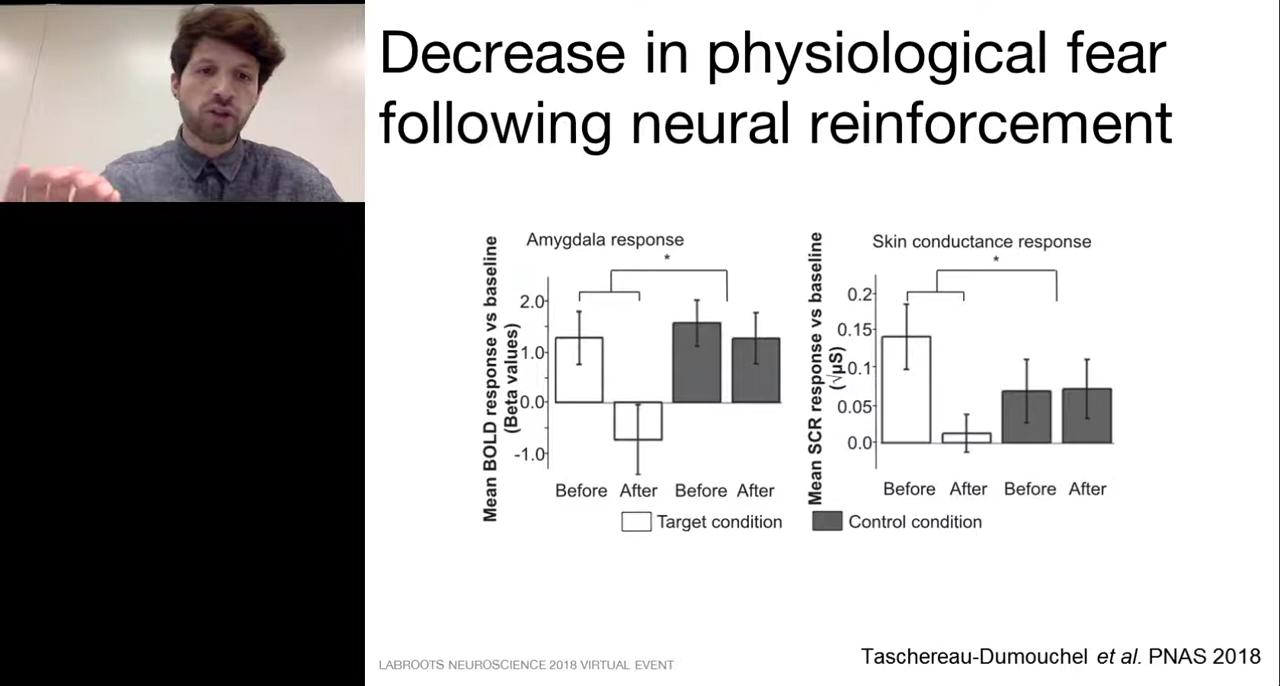 Decrease in physiological fear
following neural reinforcement
Amygdala response
*
Mean BOLD response vs baseline
(Beta values)
2.0
1.0
0.0
-1.0
Before After Before After
Skin conductance response
*
Mean SCR response vs baseline
(√µS)
0.2
0.15
0.1
0.05
0.0
Before After Before After
Target condition
Control condition
LABROOTS NEUROSCIENCE 2018 VIRTUAL EVENT
Taschereau-Dumouchel et al. PNAS 2018